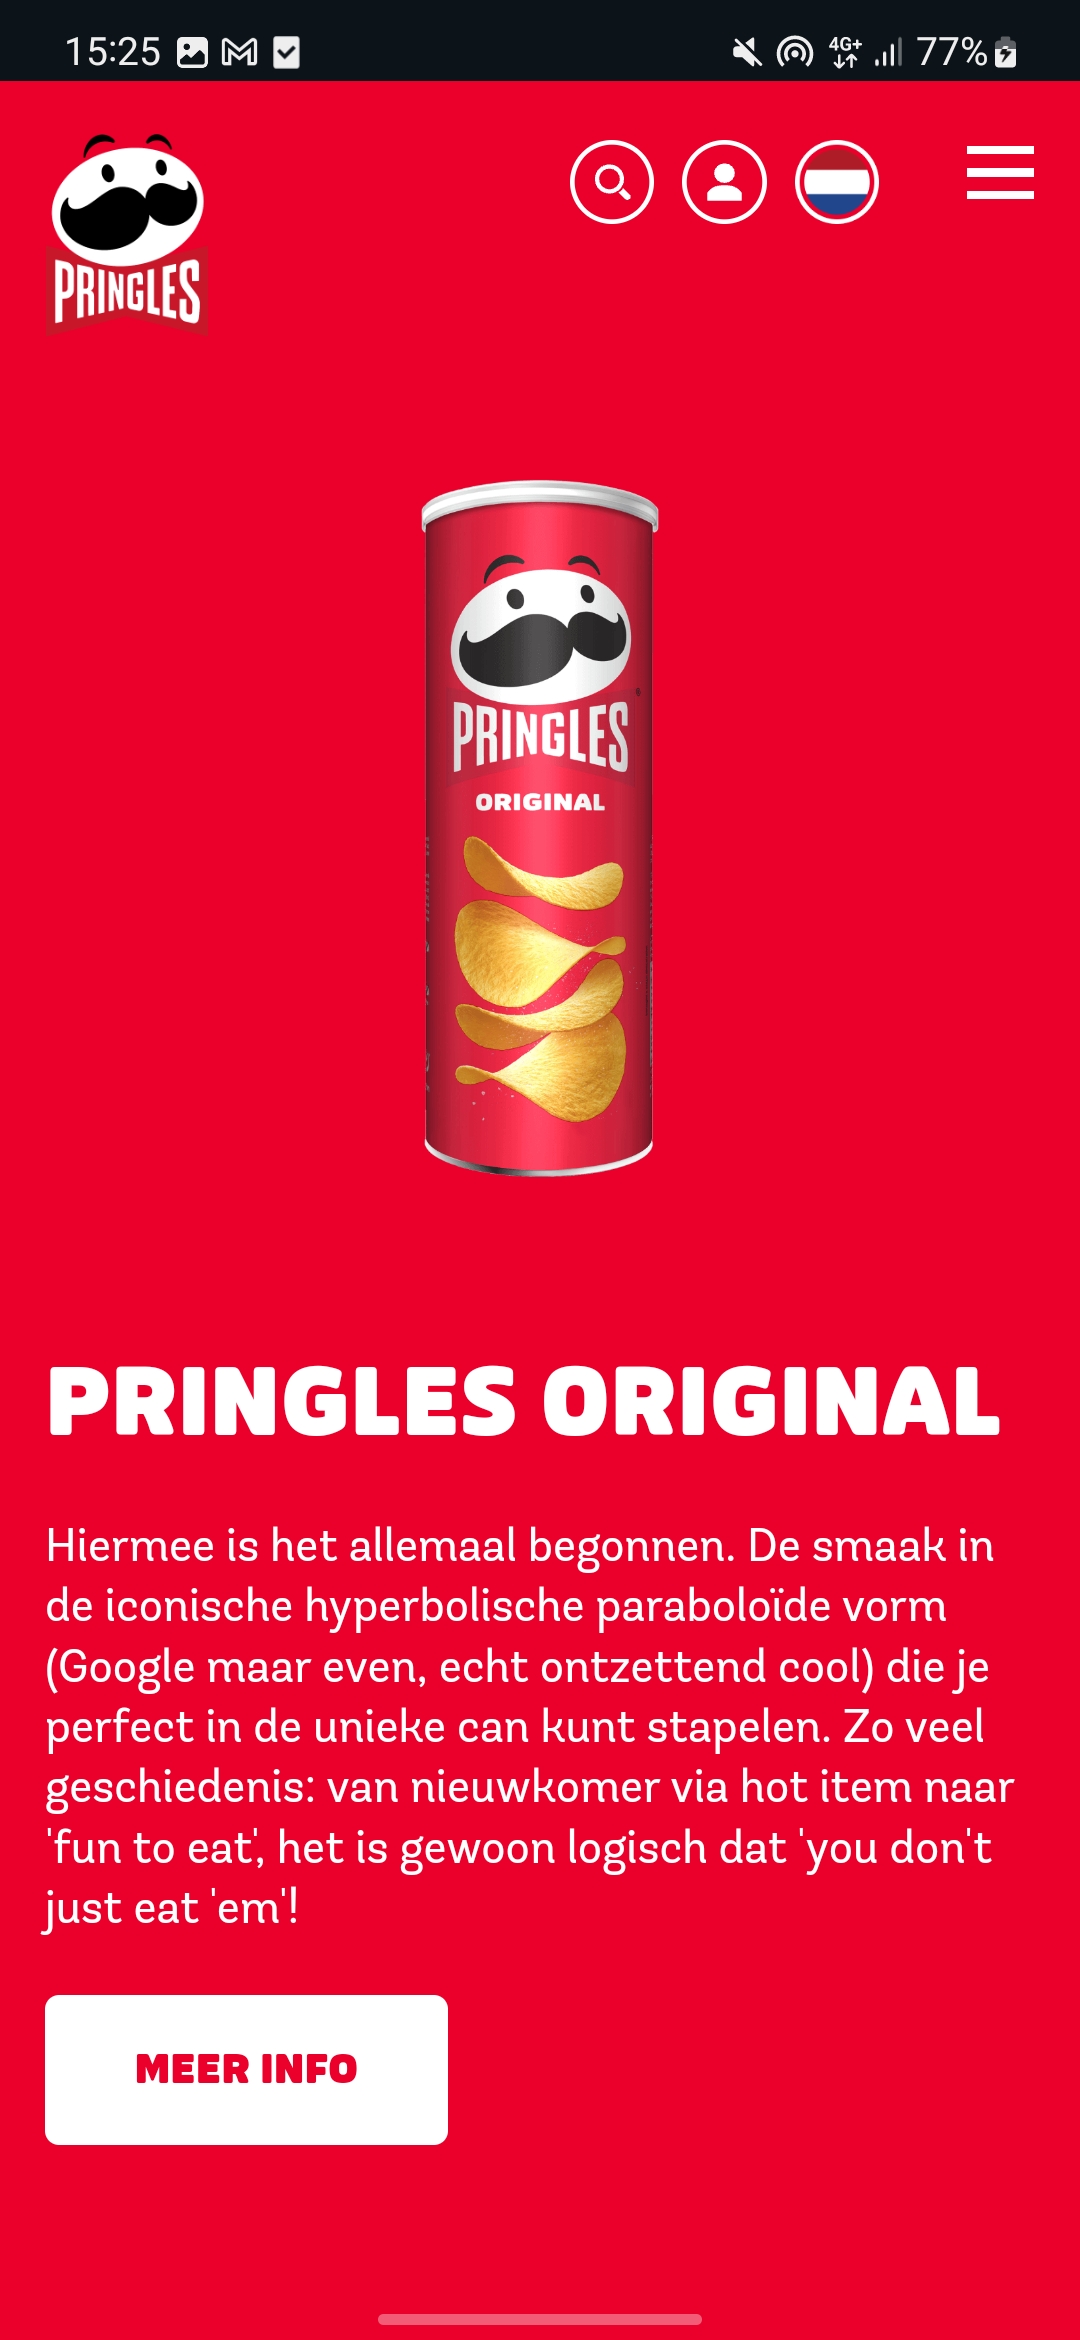 15:25
4G+
77%
PRINGLES
PRINGLES
ORIGINAL
PRINGLES ORIGINAL
Hiermee is het allemaal begonnen. De smaak in
de iconische hyperbolische paraboloïde vorm
(Google maar even, echt ontzettend cool) die je
perfect in de unieke can kunt stapelen. Zo veel
geschiedenis: van nieuwkomer via hot item naar
'fun to eat', het is gewoon logisch dat 'you don't
just eat 'em'!
MEER INFO